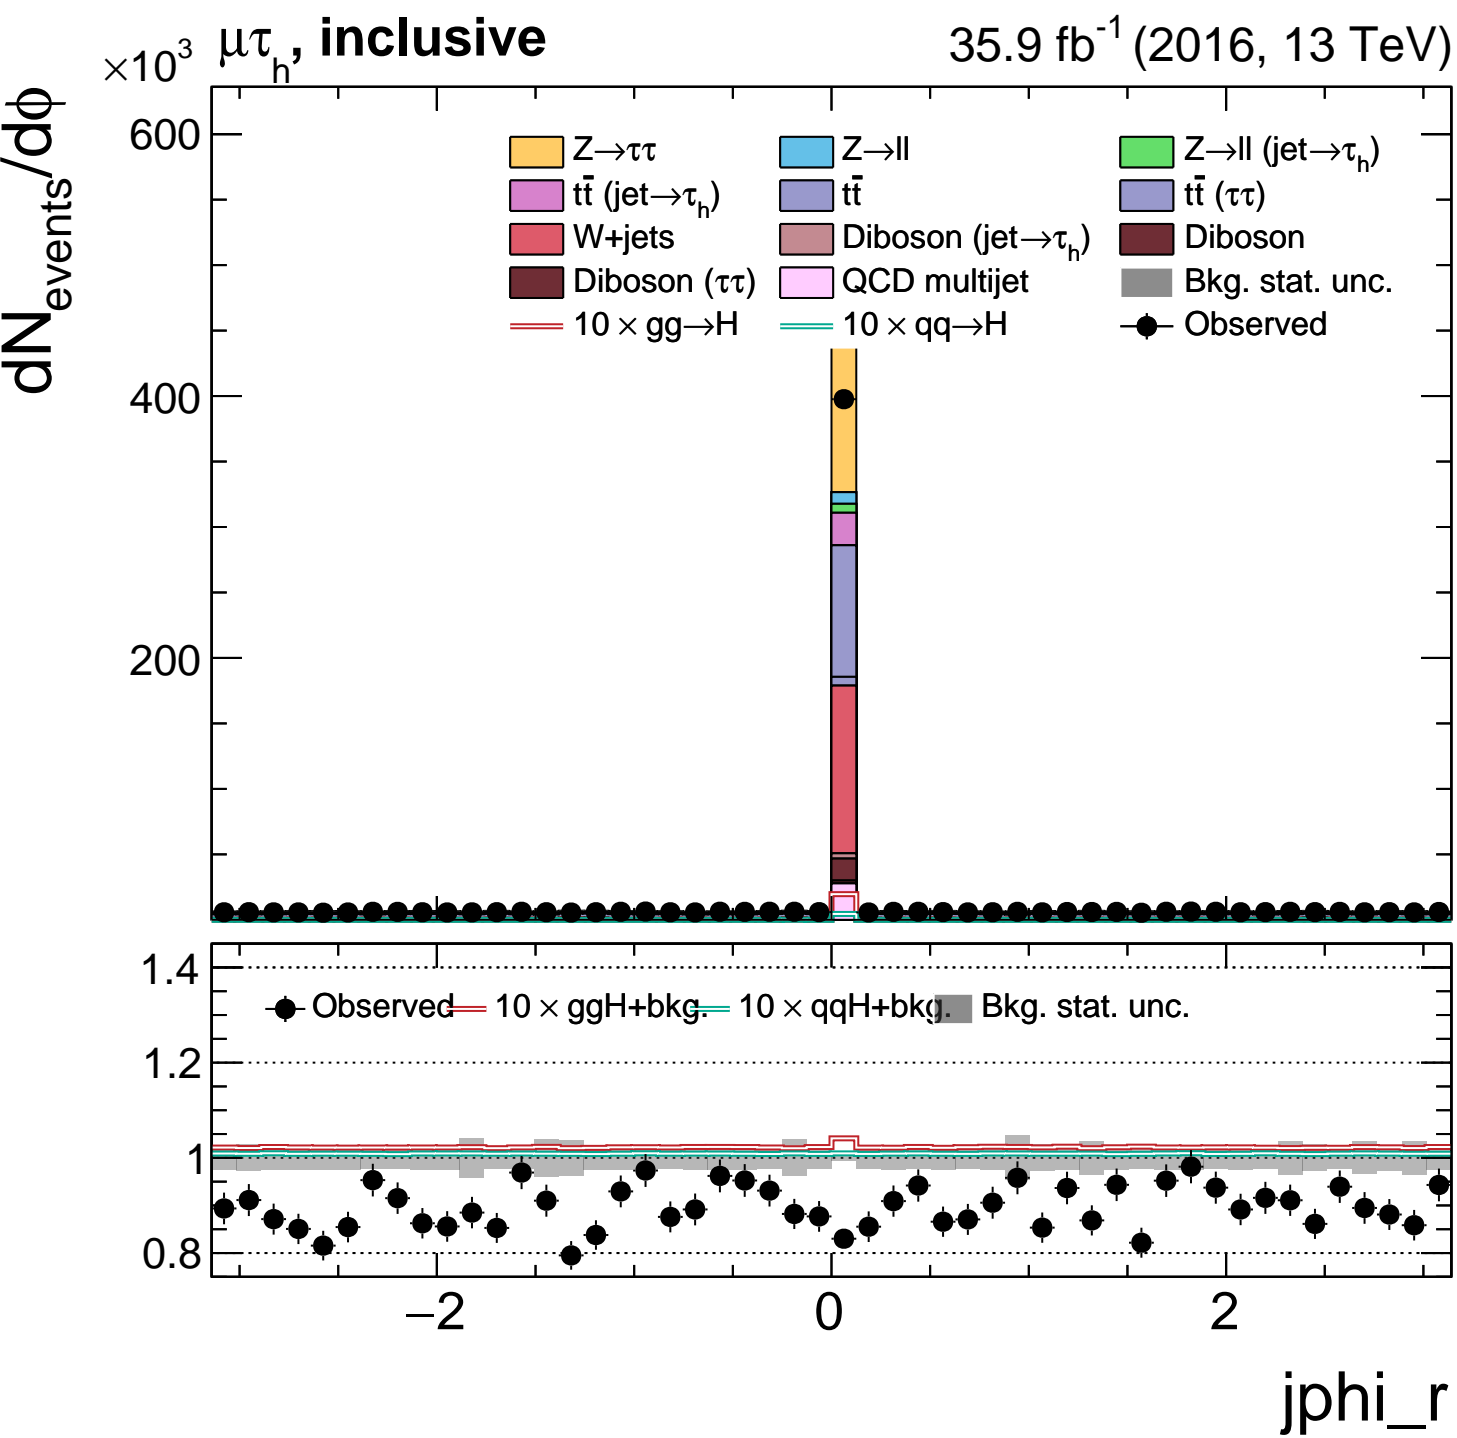 ×10³ μτₕ, inclusive 35.9 fb⁻¹ (2016, 13 TeV)
dN_events/dϕ
600
Z→ττ Z→ll Z→ll (jet→τₕ)
tt̄ (jet→τₕ) tt̄ tt̄ (ττ)
W+jets Diboson (jet→τₕ) Diboson
Diboson (ττ) QCD multijet Bkg. stat. unc.
10 × gg→H 10 × qq→H Observed
400
200
1.4
Observed 10 × ggH+bkg. 10 × qqH+bkg. Bkg. stat. unc.
1.2
1
0.8
−2 0 2
jphi_r